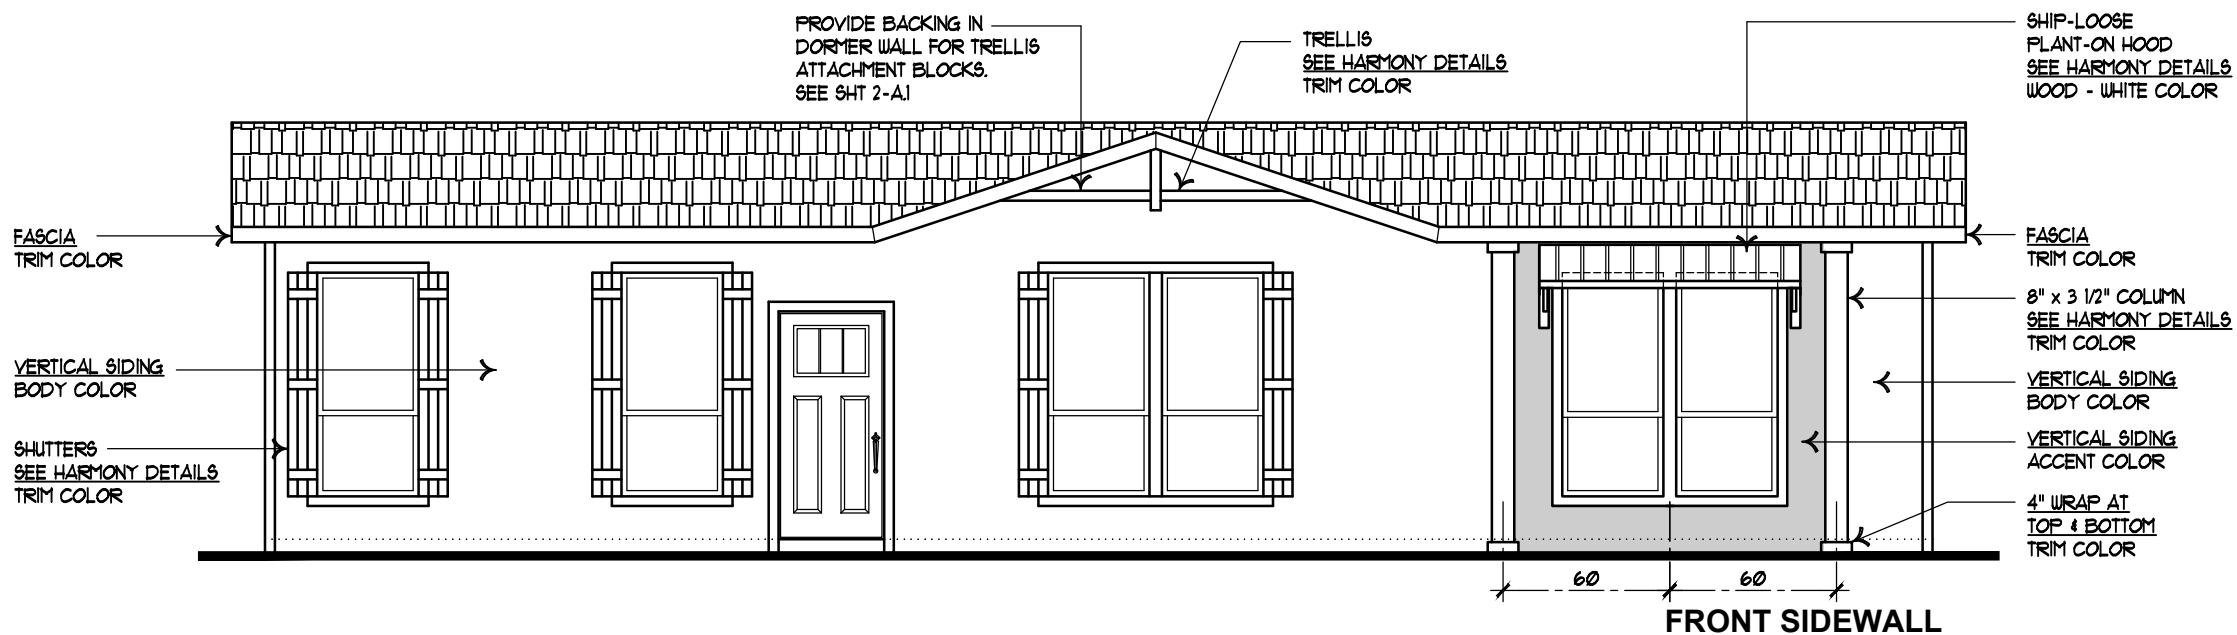 PROVIDE BACKING IN
DORMER WALL FOR TRELLIS
ATTACHMENT BLOCKS.
SEE SHT 2-A.1
TRELLIS
SEE HARMONY DETAILS
TRIM COLOR
SHIP-LOOSE
PLANT-ON HOOD
SEE HARMONY DETAILS
WOOD - WHITE COLOR
FASCIA
TRIM COLOR
VERTICAL SIDING
BODY COLOR
SHUTTERS
SEE HARMONY DETAILS
TRIM COLOR
FASCIA
TRIM COLOR
8" x 3 1/2" COLUMN
SEE HARMONY DETAILS
TRIM COLOR
VERTICAL SIDING
BODY COLOR
VERTICAL SIDING
ACCENT COLOR
4" WRAP AT
TOP & BOTTOM
TRIM COLOR
60
60
FRONT SIDEWALL